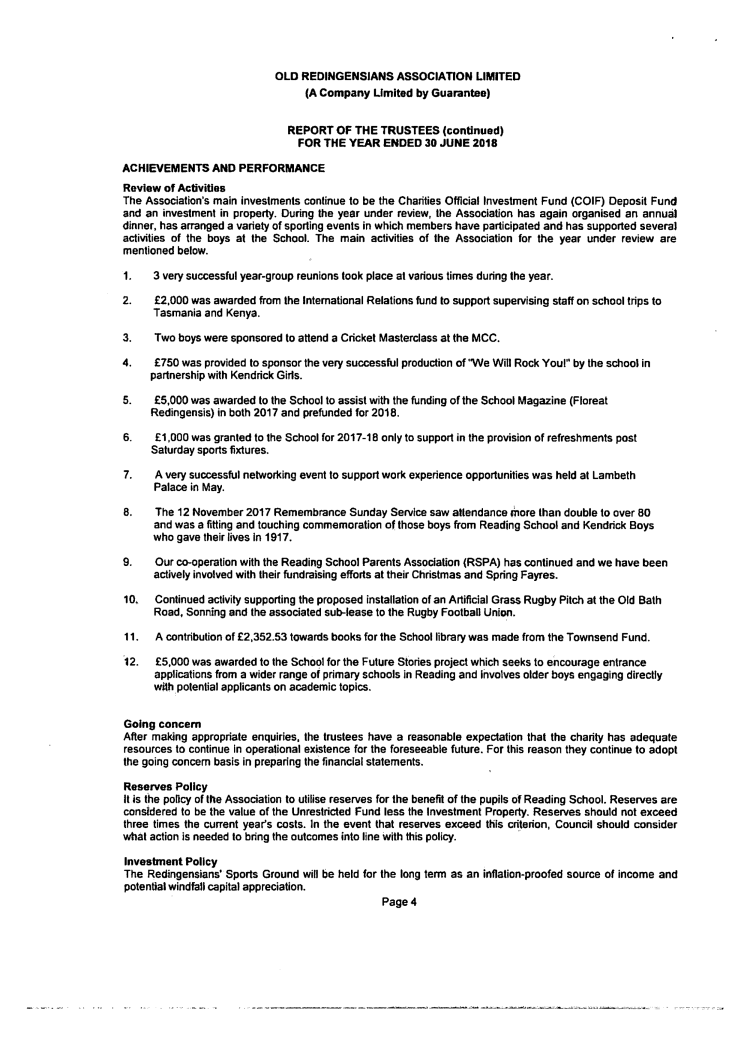 OLD REDINGENSIANS ASSOCIATION LIMITED
(A Company Limited by Guarantee)
REPORT OF THE TRUSTEES (continued)
FOR THE YEAR ENDED 30 JUNE 2018
ACHIEVEMENTS AND PERFORMANCE
Review of Activities
The Association's main investments continue to be the Charities Official Investment Fund (COIF) Deposit Fund
and an investment in property. During the year under review, the Association has again organised an annual
dinner, has arranged a variety of sporting events in which members have participated and has supported several
activities of the boys at the School. The main activities of the Association for the year under review are
mentioned below.
1. 3 very successful year-group reunions took place at various times during the year.
2. £2,000 was awarded from the International Relations fund to support supervising staff on school trips to
Tasmania and Kenya.
3. Two boys were sponsored to attend a Cricket Masterclass at the MCC.
4. £750 was provided to sponsor the very successful production of "We Will Rock You!" by the school in
partnership with Kendrick Girls.
5. £5,000 was awarded to the School to assist with the funding of the School Magazine (Floreat
Redingensis) in both 2017 and prefunded for 2018.
6. £1,000 was granted to the School for 2017-18 only to support in the provision of refreshments post
Saturday sports fixtures.
7. A very successful networking event to support work experience opportunities was held at Lambeth
Palace in May.
8. The 12 November 2017 Remembrance Sunday Service saw attendance more than double to over 80
and was a fitting and touching commemoration of those boys from Reading School and Kendrick Boys
who gave their lives in 1917.
9. Our co-operation with the Reading School Parents Association (RSPA) has continued and we have been
actively involved with their fundraising efforts at their Christmas and Spring Fayres.
10. Continued activity supporting the proposed installation of an Artificial Grass Rugby Pitch at the Old Bath
Road, Sonning and the associated sub-lease to the Rugby Football Union.
11. A contribution of £2,352.53 towards books for the School library was made from the Townsend Fund.
12. £5,000 was awarded to the School for the Future Stories project which seeks to encourage entrance
applications from a wider range of primary schools in Reading and involves older boys engaging directly
with potential applicants on academic topics.
Going concern
After making appropriate enquiries, the trustees have a reasonable expectation that the charity has adequate
resources to continue in operational existence for the foreseeable future. For this reason they continue to adopt
the going concern basis in preparing the financial statements.
Reserves Policy
It is the policy of the Association to utilise reserves for the benefit of the pupils of Reading School. Reserves are
considered to be the value of the Unrestricted Fund less the Investment Property. Reserves should not exceed
three times the current year's costs. In the event that reserves exceed this criterion, Council should consider
what action is needed to bring the outcomes into line with this policy.
Investment Policy
The Redingensians' Sports Ground will be held for the long term as an inflation-proofed source of income and
potential windfall capital appreciation.
Page 4